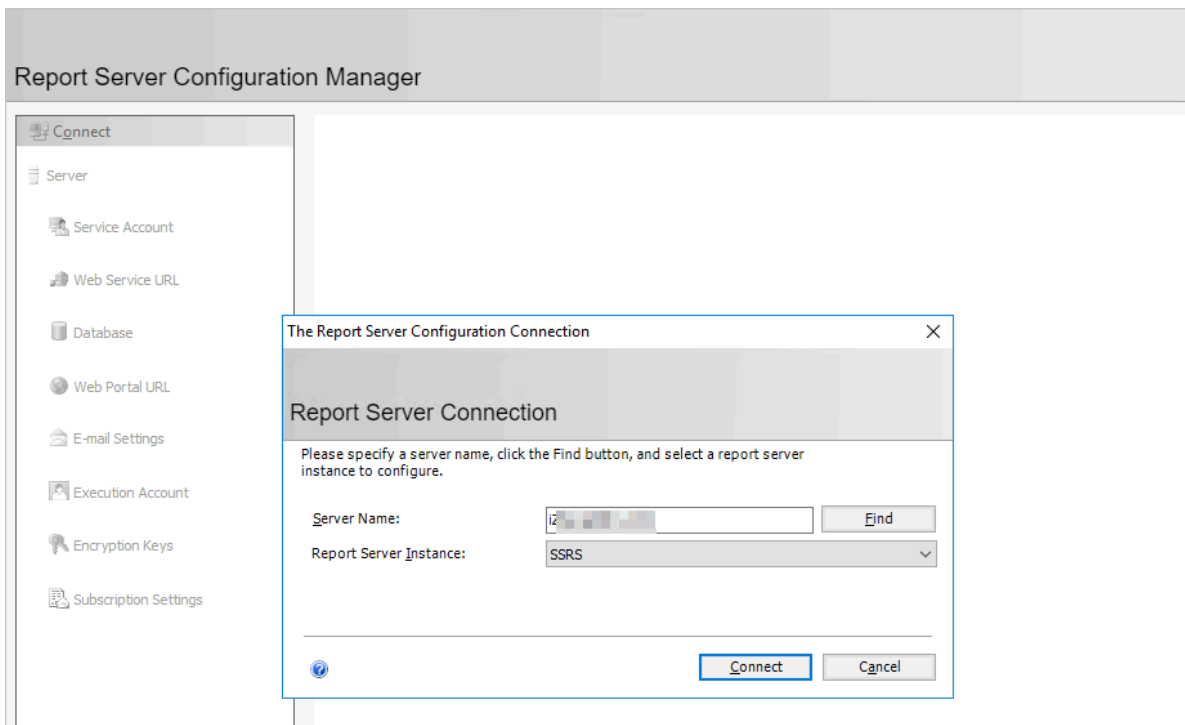 Report Server Configuration Manager
Connect
Server
Service Account
Web Service URL
Database
Web Portal URL
E-mail Settings
Execution Account
Encryption Keys
Subscription Settings
The Report Server Configuration Connection
Report Server Connection
Please specify a server name, click the Find button, and select a report server
instance to configure.
Server Name:
Find
Report Server Instance:
SSRS
Connect
Cancel